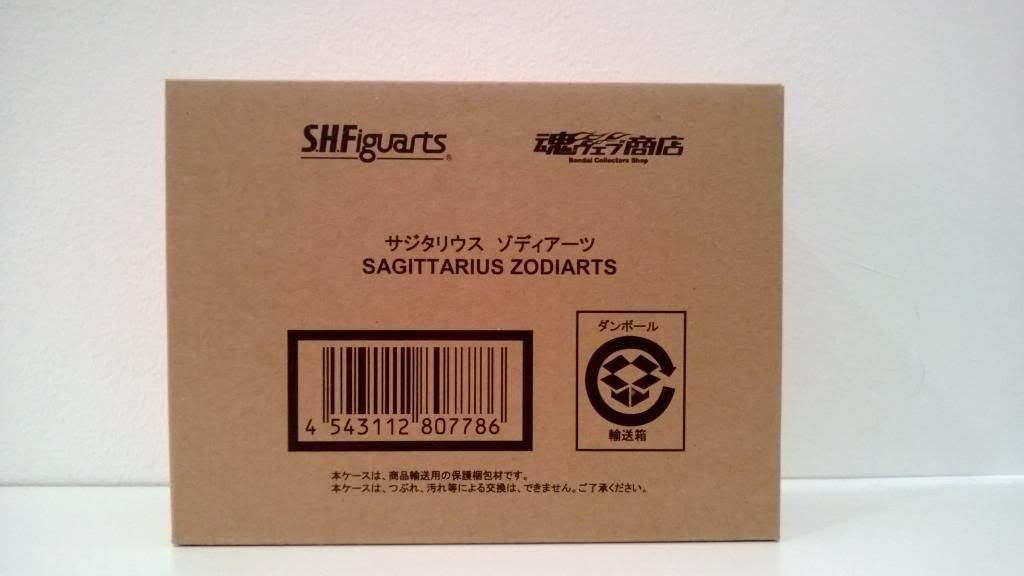 S.H.Figuarts®
魂ウェブ商店
Bandai Collectors Shop
サジタリウス ゾディアーツ
SAGITTARIUS ZODIARTS
ダンボール
輸送箱
4 543112 807786
本ケースは、商品輸送用の保護梱包材です。
本ケースは、つぶれ、汚れ等による交換は、できません。ご了承ください。